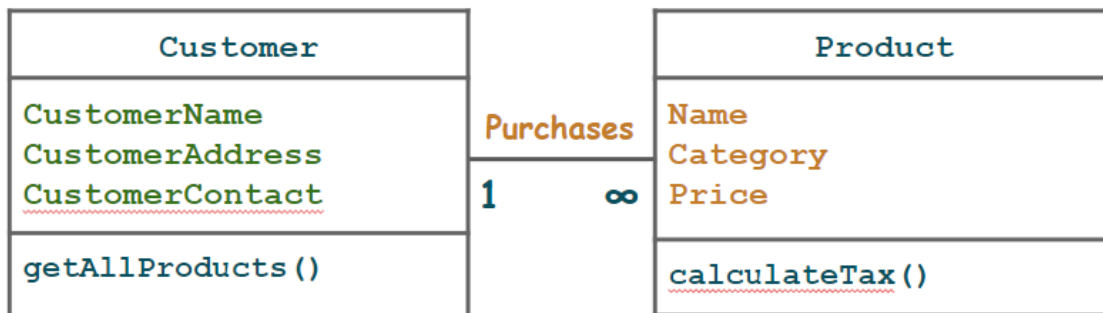 Customer
CustomerName
CustomerAddress
CustomerContact
getAllProducts()
Purchases
1 ∞
Product
Name
Category
Price
calculateTax()